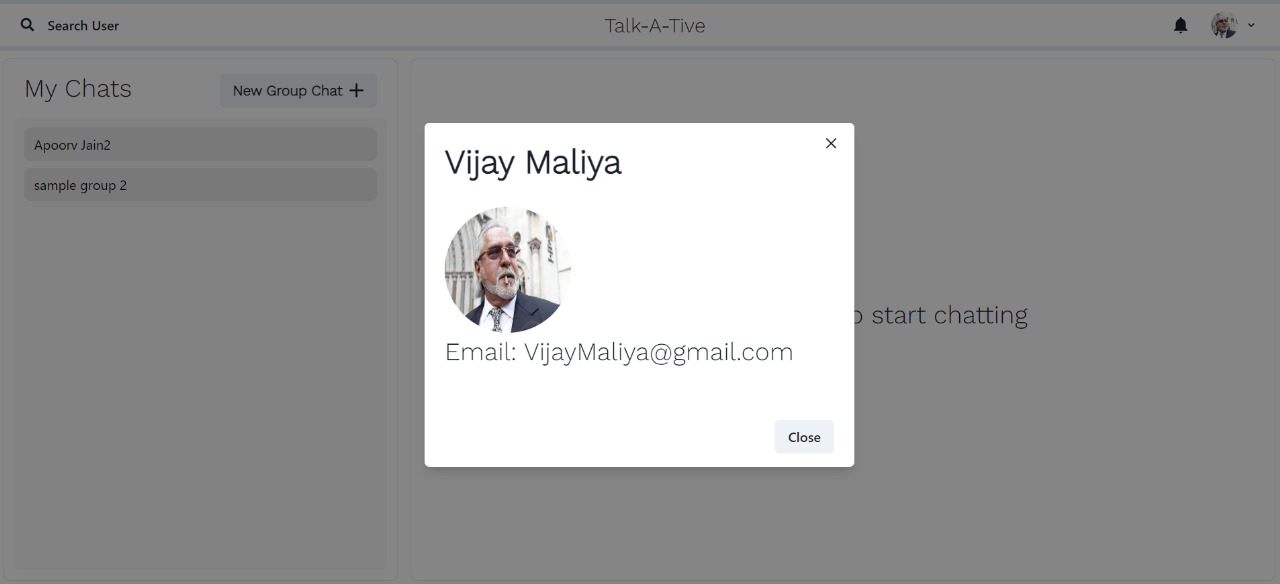 Search User
Talk-A-Tive
My Chats
New Group Chat
Apoorv Jain2
sample group 2
Vijay Maliya
Email: VijayMaliya@gmail.com
start chatting
Close